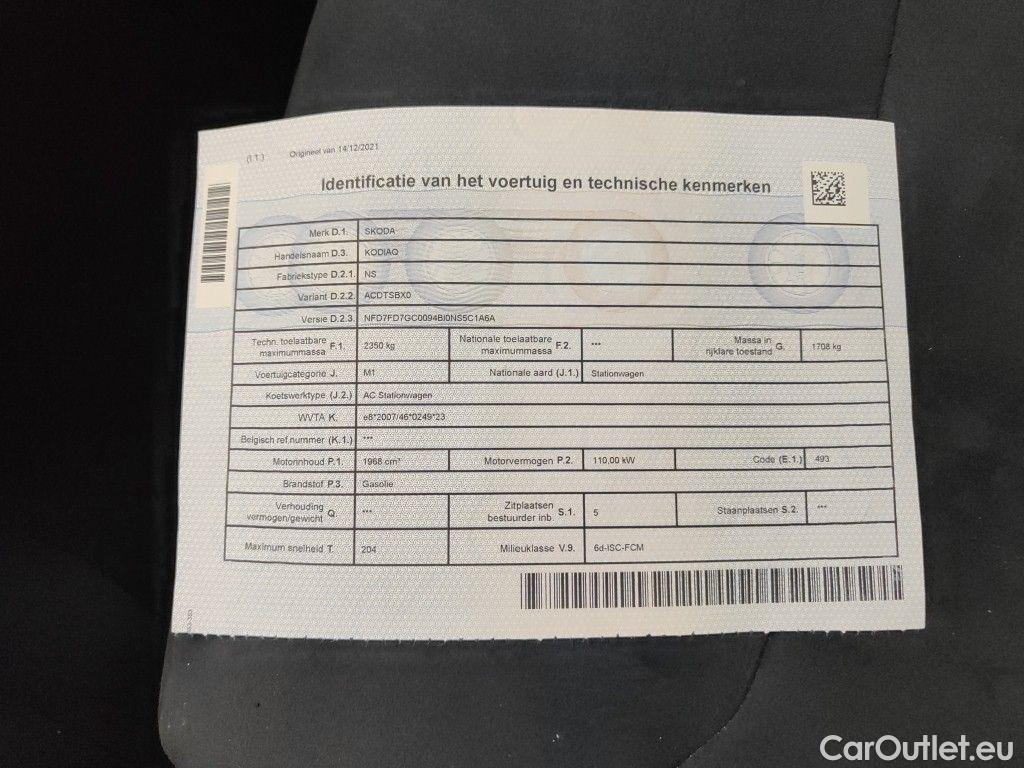 (I.1.) Origineel van 14/12/2021
Identificatie van het voertuig en technische kenmerken
Merk D.1. SKODA
Handelsnaam D.3. KODIAQ
Fabriekstype D.2.1. NS
Variant D.2.2. ACDTSBX0
Versie D.2.3. NFD7FD7GC0094BI0NS5C1A6A
Techn. toelaatbare maximummassa F.1. 2350 kg Nationale toelaatbare maximummassa F.2. *** Massa in rijklare toestand G. 1708 kg
Voertuigcategorie J. M1 Nationale aard (J.1.) Stationwagen
Koetswerktype (J.2.) AC Stationwagen
WVTA K. e8*2007/46*0249*23
Belgisch ref.nummer (K.1.) ***
Motorinhoud P.1. 1968 cm³ Motorvermogen P.2. 110,00 kW Code (E.1.) 493
Brandstof P.3. Gasolie
Verhouding vermogen/gewicht Q. *** Zitplaatsen bestuurder inb. S.1. 5 Staanplaatsen S.2. ***
Maximum snelheid T. 204 Milieuklasse V.9. 6d-ISC-FCM
CarOutlet.eu